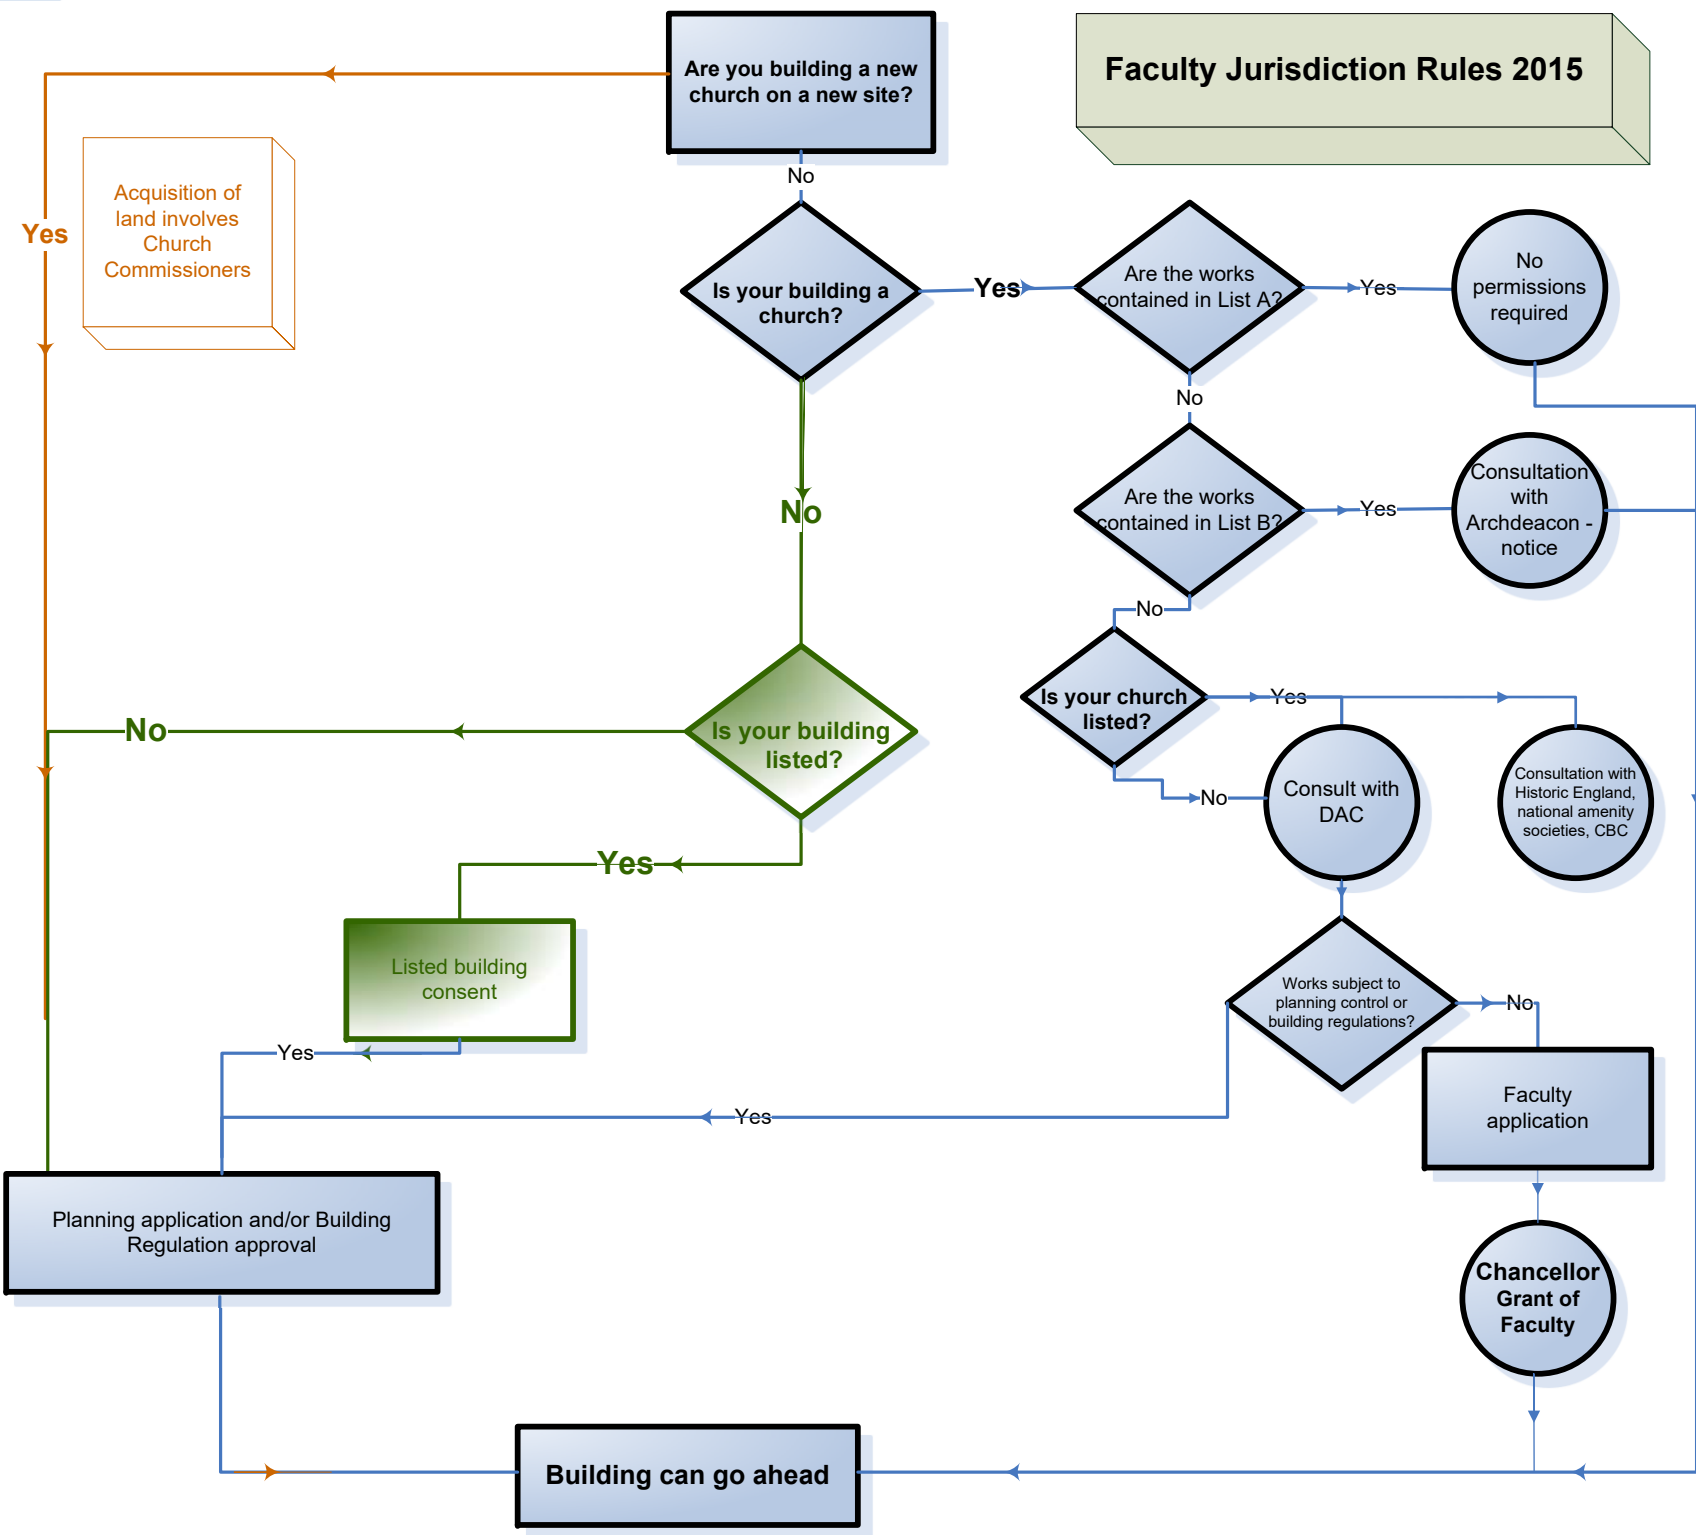 Are you building a new
church on a new site?
Faculty Jurisdiction Rules 2015
No
Acquisition of
land involves
Church
Commissioners
Yes
Is your building a
church?
Yes
Are the works
contained in List A?
Yes
No
permissions
required
No
Are the works
contained in List B?
Yes
Consultation
with
Archdeacon -
notice
No
No
Is your church
listed?
Yes
No
Consult with
DAC
Consultation with
Historic England,
national amenity
societies, CBC
Is your building
listed?
No
Yes
Listed building
consent
Yes
Works subject to
planning control or
building regulations?
No
Yes
Faculty
application
Planning application and/or Building
Regulation approval
Chancellor
Grant of
Faculty
Building can go ahead